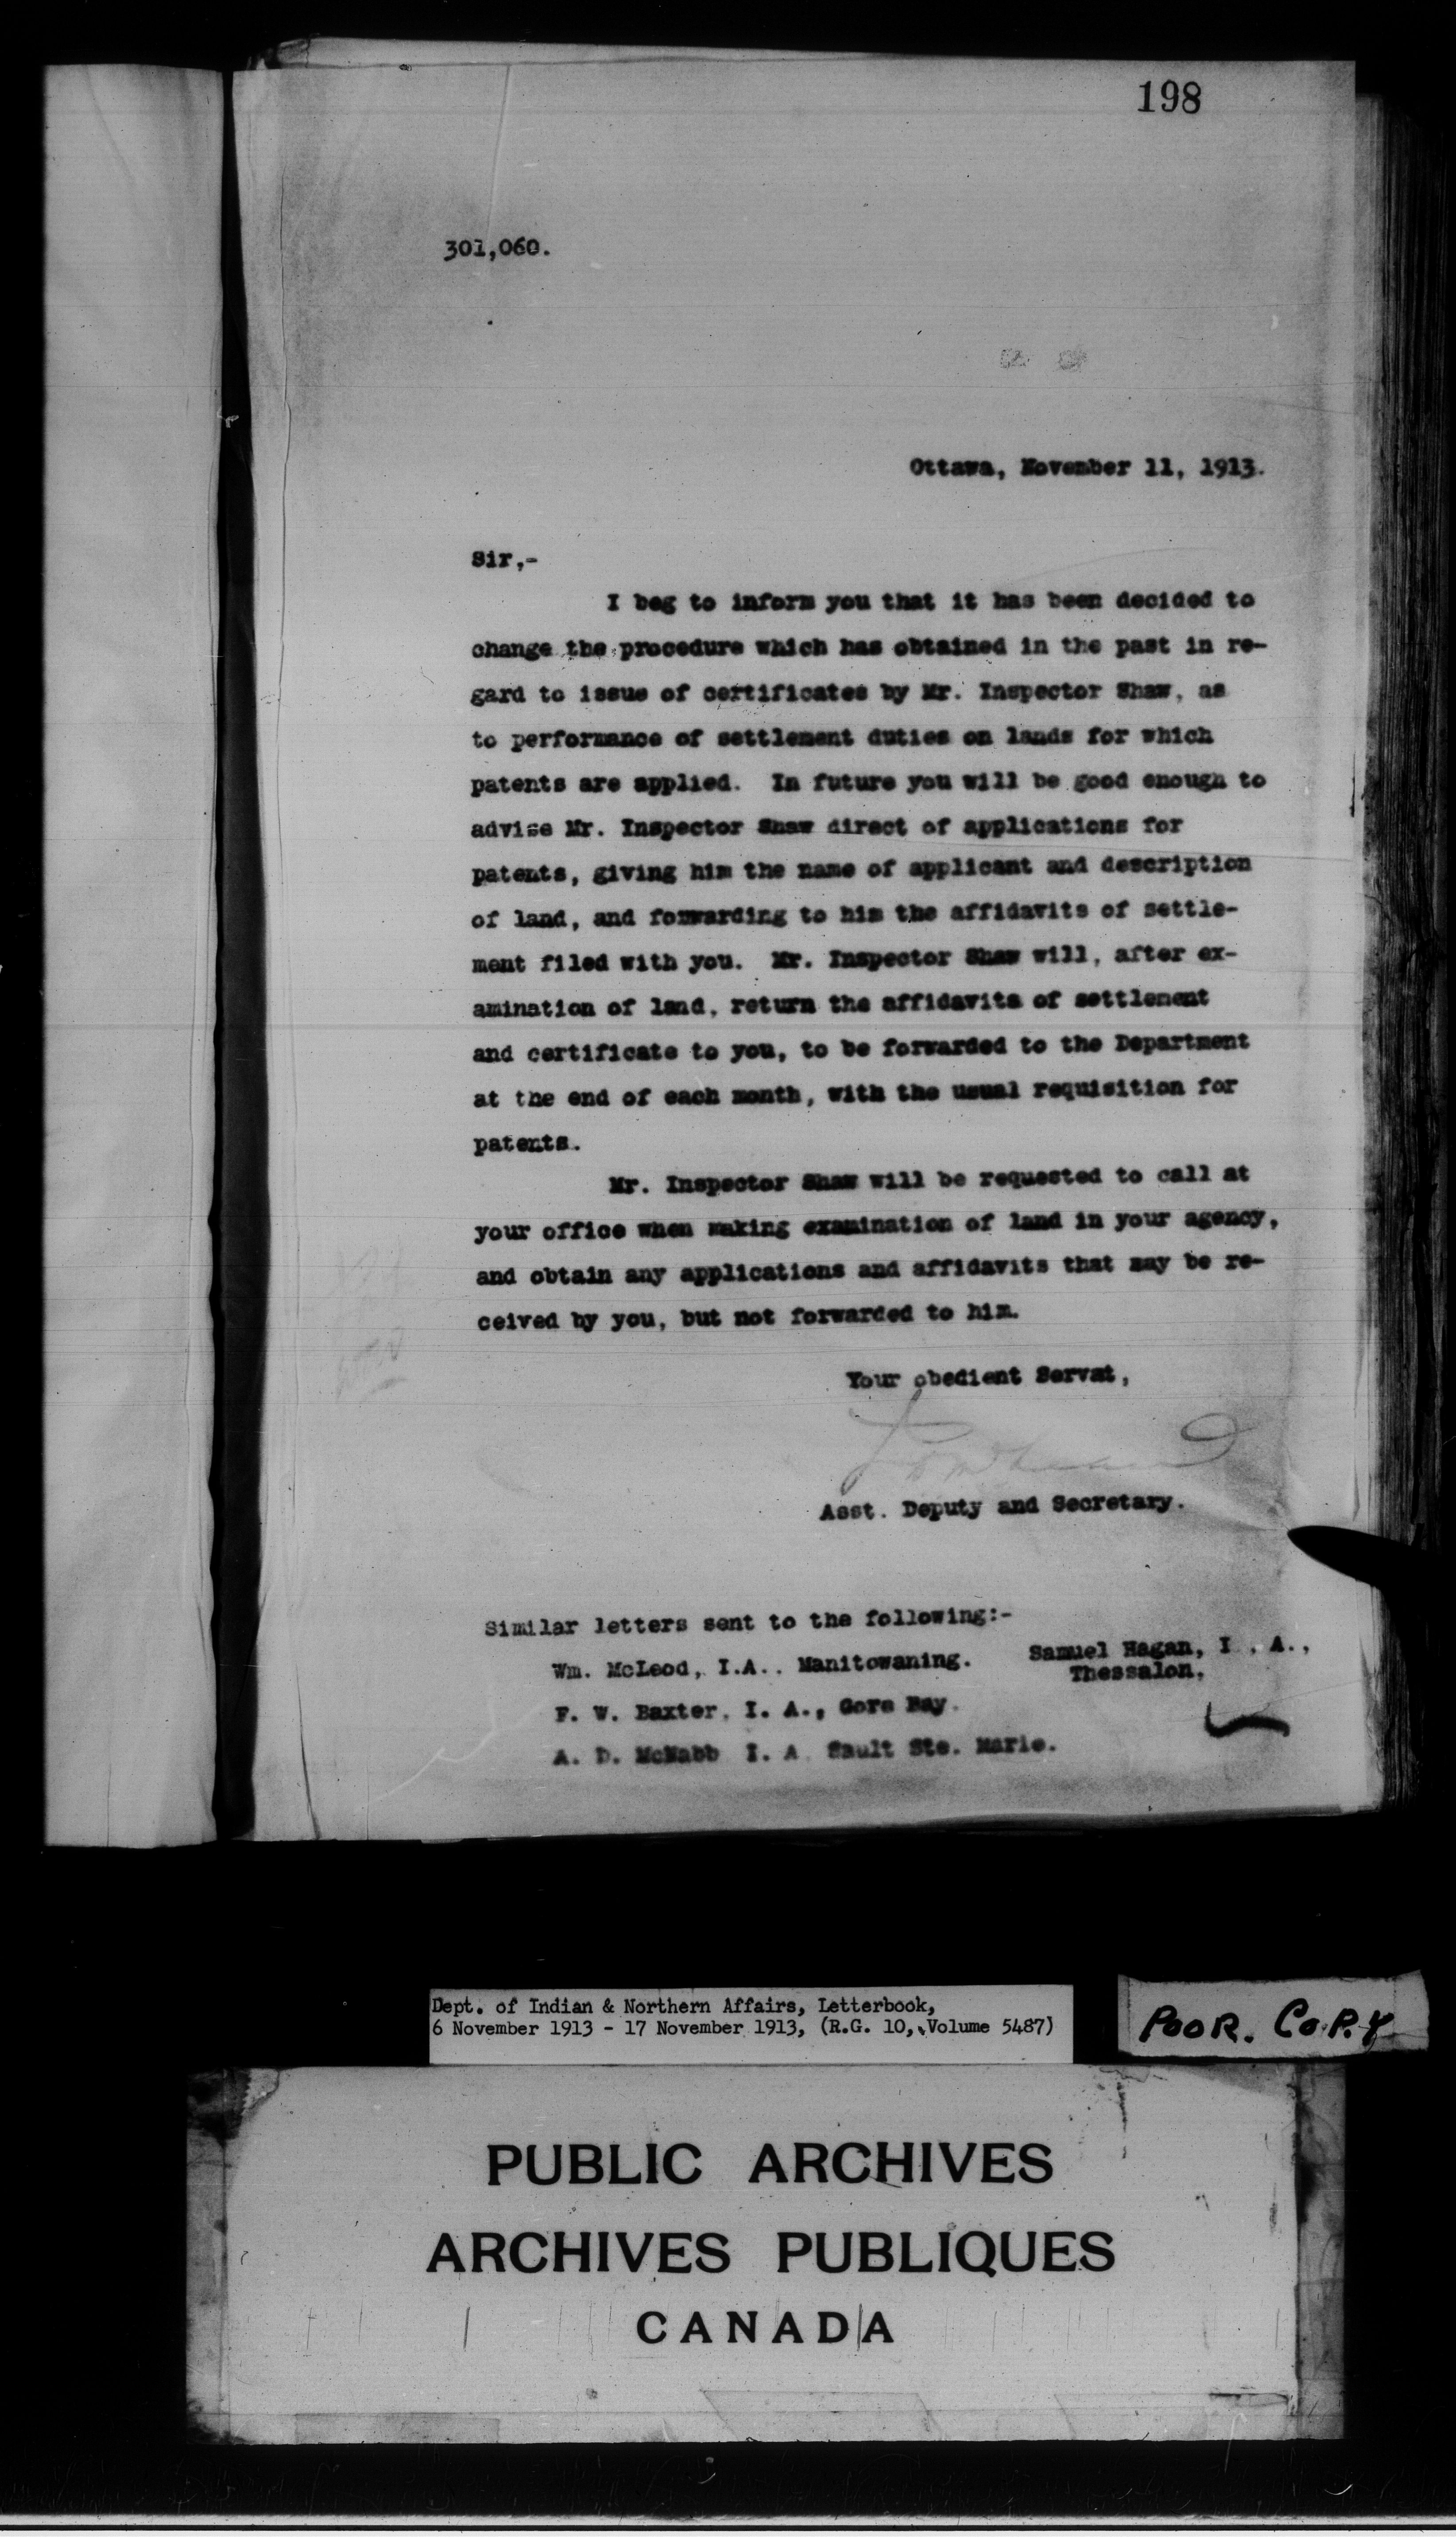 198
301,060.
Ottawa, November 11, 1913.
Sir,-
I beg to inform you that it has been decided to
change the procedure which has obtained in the past in re-
gard to issue of certificates by Mr. Inspector Shaw, as
to performance of settlement duties on lands for which
patents are applied. In future you will be good enough to
advise Mr. Inspector Shaw direct of applications for
patents, giving him the name of applicant and description
of land, and forwarding to him the affidavits of settle-
ment filed with you. Mr. Inspector Shaw will, after ex-
amination of land, return the affidavits of settlement
and certificate to you, to be forwarded to the Department
at the end of each month, with the usual requisition for
patents.
Mr. Inspector Shaw will be requested to call at
your office when making examination of land in your agency,
and obtain any applications and affidavits that may be re-
ceived by you, but not forwarded to him.
Your obedient Servat,
Asst. Deputy and Secretary.
Similar letters sent to the following:-
Wm. McLeod, I.A.. Manitowaning.
Samuel Hagan, I. A.,
Thessalon.
F. W. Baxter, I. A., Gore Bay.
A. D. McNabb I. A. Sault Ste. Marie.
Dept. of Indian & Northern Affairs, Letterbook,
6 November 1913 - 17 November 1913, (R.G. 10, Volume 5487)
POOR. COPY
PUBLIC ARCHIVES
ARCHIVES PUBLIQUES
CANADA